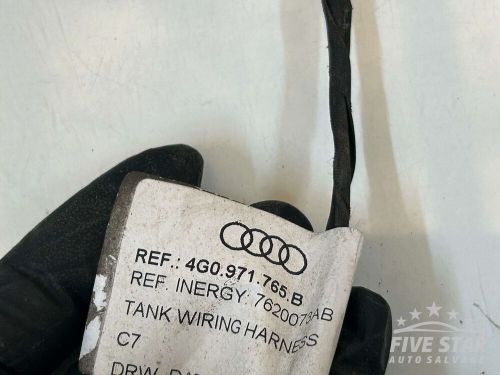 REF.: 4G0.971.765.B
REF. INERGY: 7620073AB
TANK WIRING HARNESS
C7
FIVE STAR
AUTO SALVAGE